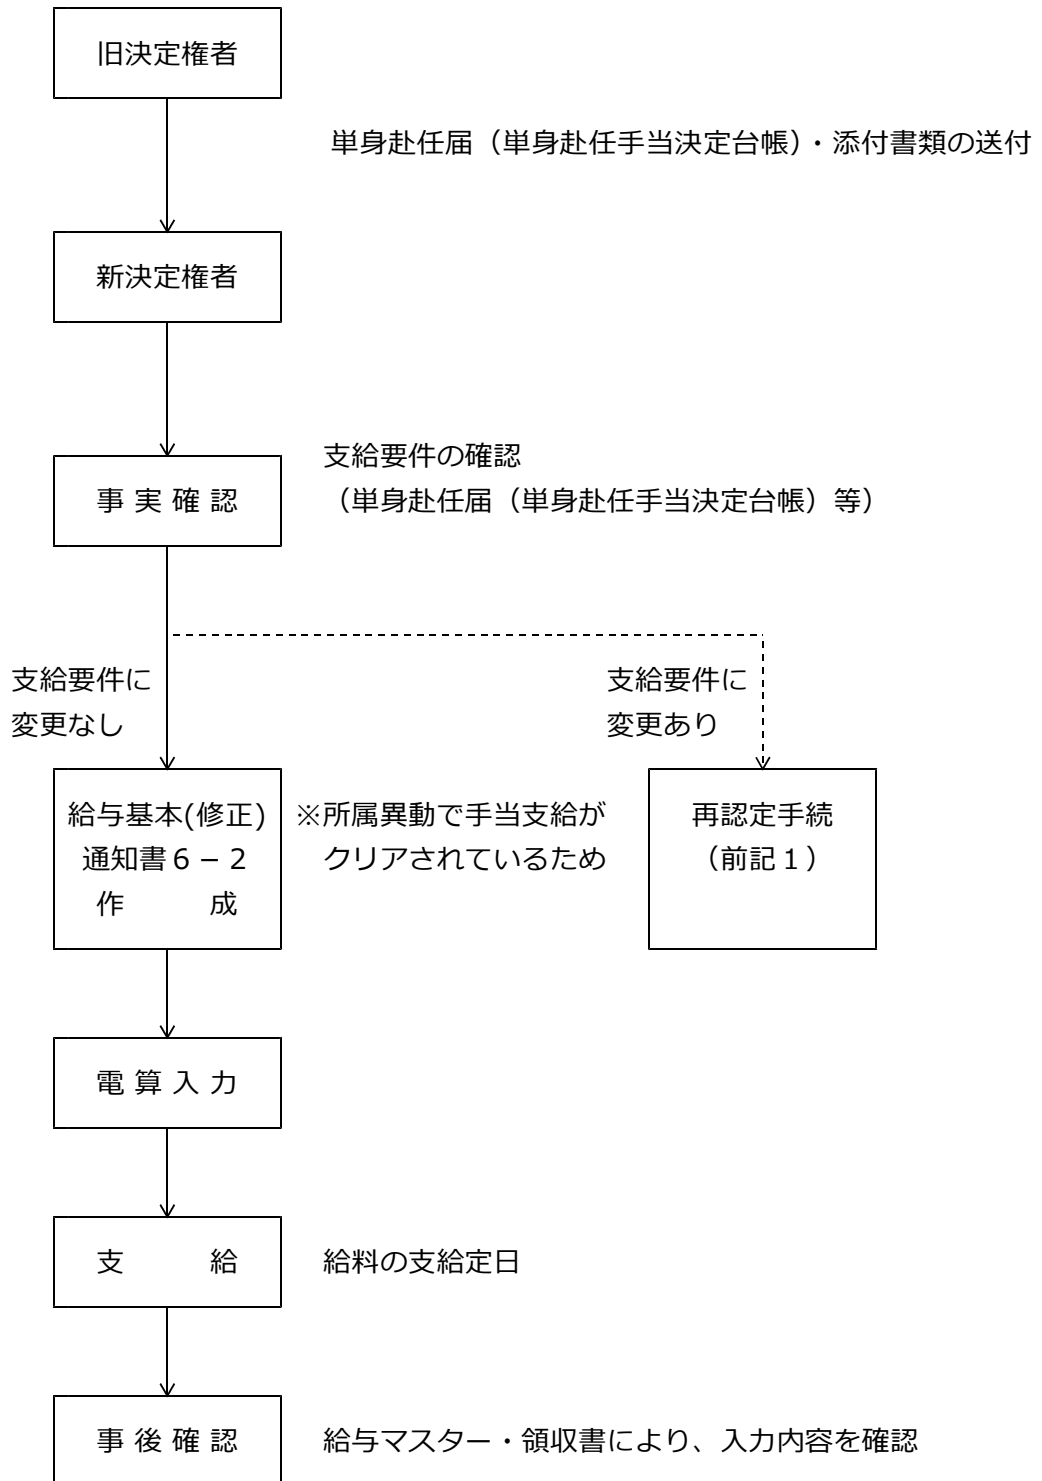 旧決定権者
単身赴任届（単身赴任手当決定台帳）・添付書類の送付
新決定権者
支給要件の確認
事 実 確 認
（単身赴任届（単身赴任手当決定台帳）等）
支給要件に
変更なし
支給要件に
変更あり
給与基本(修正)
通知書６－２
作　　　成
※所属異動で手当支給が
クリアされているため
再認定手続
（前記１）
電 算 入 力
支　　　給
給料の支給定日
事 後 確 認
給与マスター・領収書により、入力内容を確認